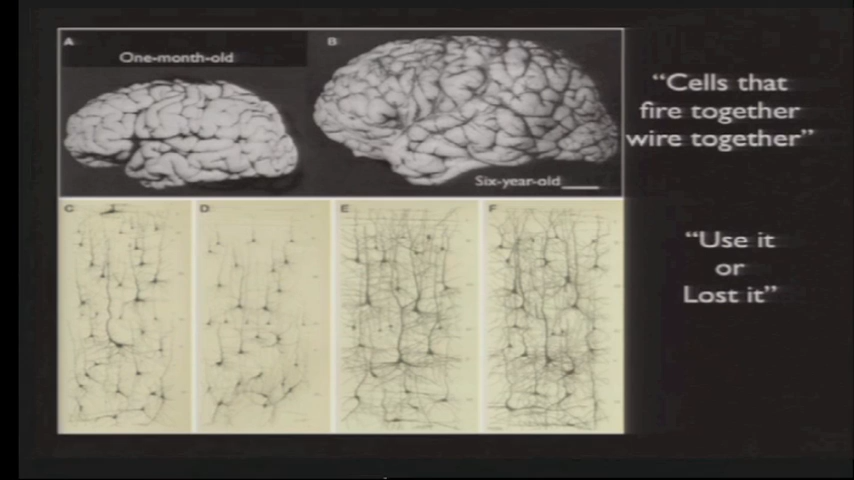 A
One-month-old
B
Six-year-old
C
D
E
F
“Cells that
fire together
wire together”
“Use it
or
Lost it”